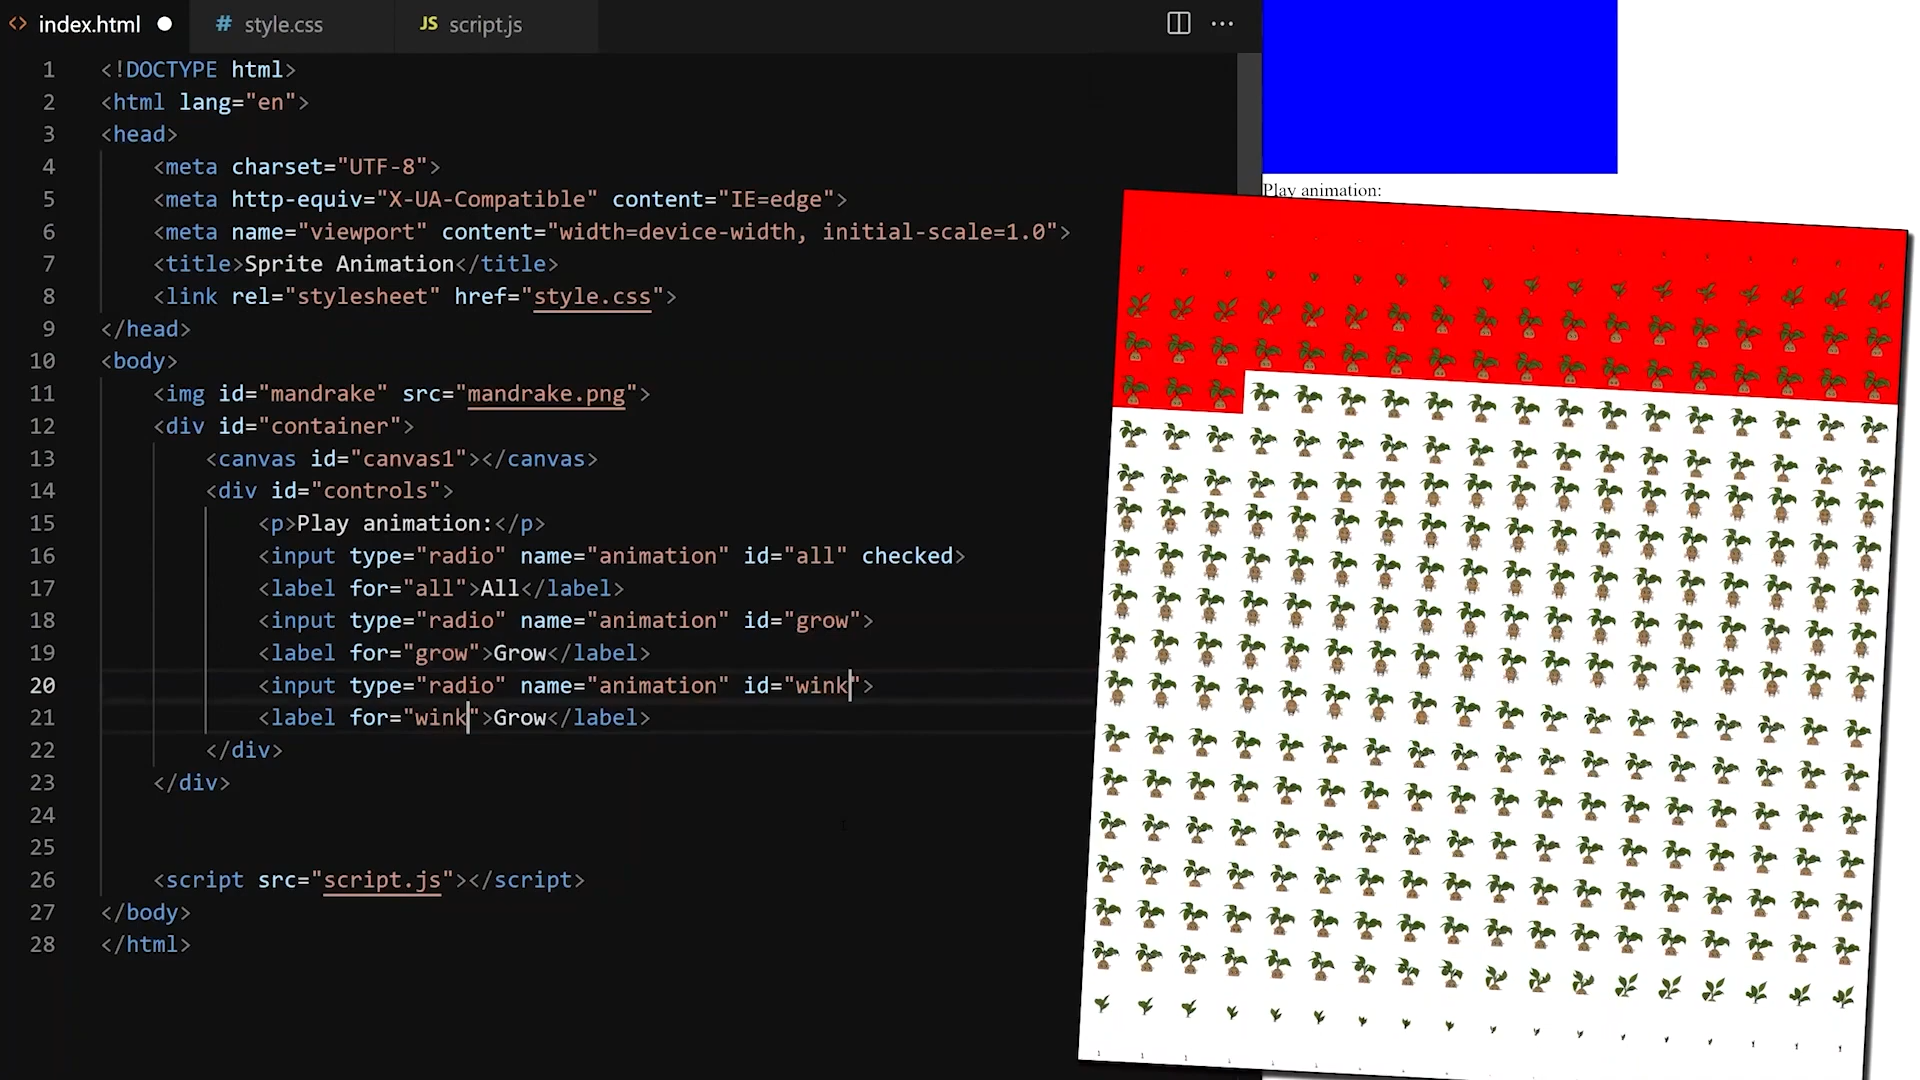 index.html
style.css
JS script.js
1 <!DOCTYPE html>
2 <html lang="en">
3 <head>
4 <meta charset="UTF-8">
5 <meta http-equiv="X-UA-Compatible" content="IE=edge">
6 <meta name="viewport" content="width=device-width, initial-scale=1.0">
7 <title>Sprite Animation</title>
8 <link rel="stylesheet" href="style.css">
9 </head>
10 <body>
11 <img id="mandrake" src="mandrake.png">
12 <div id="container">
13 <canvas id="canvas1"></canvas>
14 <div id="controls">
15 <p>Play animation:</p>
16 <input type="radio" name="animation" id="all" checked>
17 <label for="all">All</label>
18 <input type="radio" name="animation" id="grow">
19 <label for="grow">Grow</label>
20 <input type="radio" name="animation" id="wink">
21 <label for="wink">Grow</label>
22 </div>
23 </div>
24
25
26 <script src="script.js"></script>
27 </body>
28 </html>
Play animation: